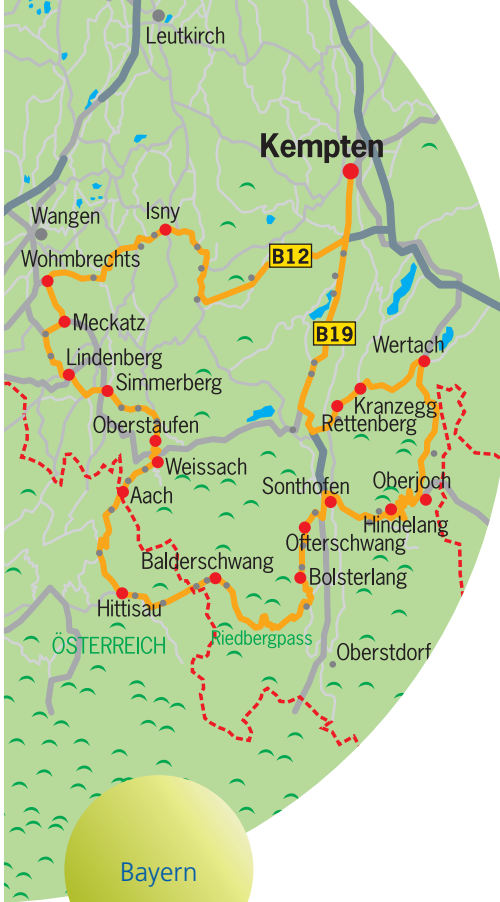 Leutkirch
Kempten
Isny
Wangen
B12
Wohmbrechts
B19
Meckatz
Wertach
Lindenberg
Simmerberg
Kranzegg
Rettenberg
Oberstaufen
Weissach
Aach
Sonthofen
Oberjoch
Hindelang
Ofterschwang
Balderschwang
Bolsterlang
Hittisau
Riedbergpass
ÖSTERREICH
Oberstdorf
Bayern